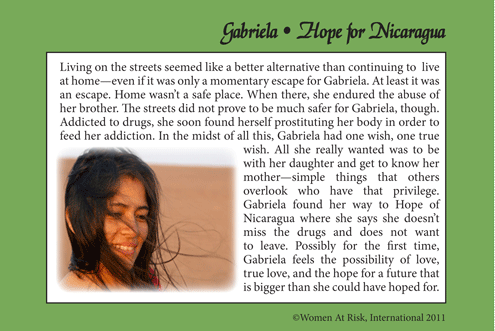 Gabriela • Hope for Nicaragua
Living on the streets seemed like a better alternative than continuing to live
at home—even if it was only a momentary escape for Gabriela. At least it was
an escape. Home wasn't a safe place. When there, she endured the abuse of
her brother. The streets did not prove to be much safer for Gabriela, though.
Addicted to drugs, she soon found herself prostituting her body in order to
feed her addiction. In the midst of all this, Gabriela had one wish, one true
wish. All she really wanted was to be
with her daughter and get to know her
mother—simple things that others
overlook who have that privilege.
Gabriela found her way to Hope of
Nicaragua where she says she doesn't
miss the drugs and does not want
to leave. Possibly for the first time,
Gabriela feels the possibility of love,
true love, and the hope for a future that
is bigger than she could have hoped for.
©Women At Risk, International 2011